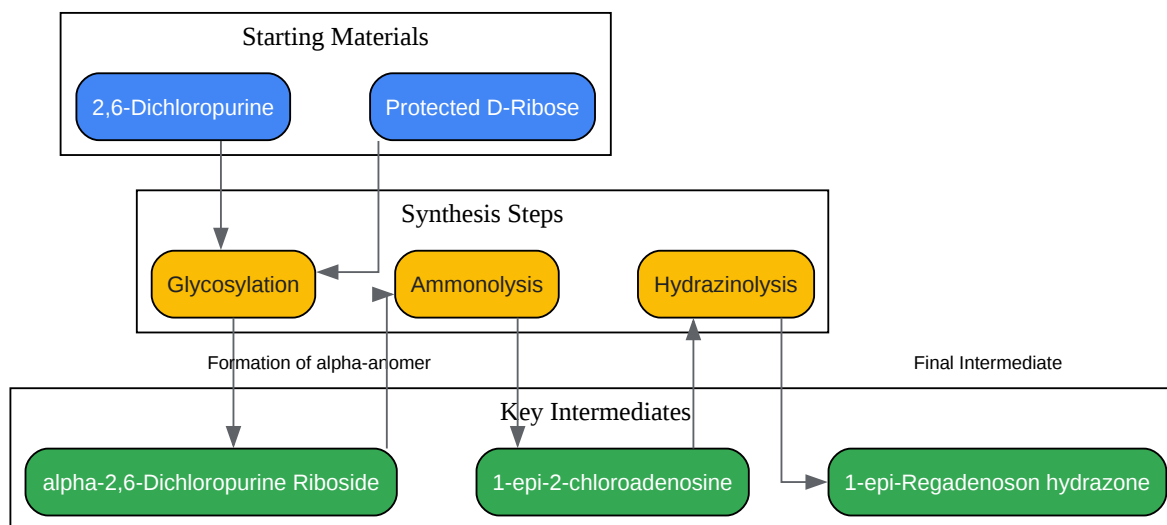 Starting Materials
2,6-Dichloropurine
Protected D-Ribose
Synthesis Steps
Glycosylation
Ammonolysis
Hydrazinolysis
Formation of alpha-anomer
Final Intermediate
Key Intermediates
alpha-2,6-Dichloropurine Riboside
1-epi-2-chloroadenosine
1-epi-Regadenoson hydrazone